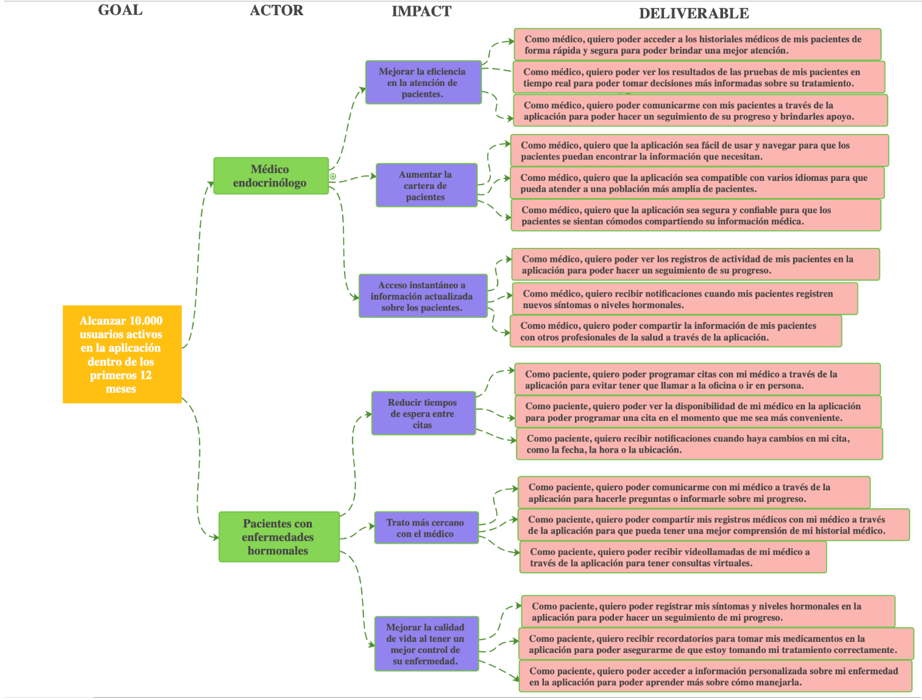 GOAL
ACTOR
IMPACT
DELIVERABLE
Alcanzar 10.000
usuarios activos
en la aplicación
dentro de los
primeros 12
meses
Médico
endocrinólogo
Mejorar la eficiencia
en la atención de
pacientes.
Como médico, quiero poder acceder a los historiales médicos de mis pacientes de
forma rápida y segura para poder brindar una mejor atención.
Como médico, quiero poder ver los resultados de las pruebas de mis pacientes en
tiempo real para poder tomar decisiones más informadas sobre su tratamiento.
Como médico, quiero poder comunicarme con mis pacientes a través de la
aplicación para poder hacer un seguimiento de su progreso y brindarles apoyo.
Aumentar la
cartera de
pacientes
Como médico, quiero que la aplicación sea fácil de usar y navegar para que los
pacientes puedan encontrar la información que necesitan.
Como médico, quiero que la aplicación sea compatible con varios idiomas para que
pueda atender a una población más amplia de pacientes.
Como médico, quiero que la aplicación sea segura y confiable para que los
pacientes se sientan cómodos compartiendo su información médica.
Acceso instantáneo a
información actualizada
sobre los pacientes.
Como médico, quiero poder ver los registros de actividad de mis pacientes en la
aplicación para poder hacer un seguimiento de su progreso.
Como médico, quiero recibir notificaciones cuando mis pacientes registren
nuevos síntomas o niveles hormonales.
Como médico, quiero poder compartir la información de mis pacientes
con otros profesionales de la salud a través de la aplicación.
Pacientes con
enfermedades
hormonales
Reducir tiempos
de espera entre
citas
Como paciente, quiero poder programar citas con mi médico a través de la
aplicación para evitar tener que llamar a la oficina o ir en persona.
Como paciente, quiero poder ver la disponibilidad de mi médico en la aplicación
para poder programar una cita en el momento que me sea más conveniente.
Como paciente, quiero recibir notificaciones cuando haya cambios en mi cita,
como la fecha, la hora o la ubicación.
Trato más cercano
con el médico
Como paciente, quiero poder comunicarme con mi médico a través de la
aplicación para hacerle preguntas o informarle sobre mi progreso.
Como paciente, quiero poder compartir mis registros médicos con mi médico a través
de la aplicación para que pueda tener una mejor comprensión de mi historial médico.
Como paciente, quiero poder recibir videollamadas de mi médico a
través de la aplicación para tener consultas virtuales.
Mejorar la calidad
de vida al tener un
mejor control de
su enfermedad.
Como paciente, quiero poder registrar mis síntomas y niveles hormonales en la
aplicación para poder hacer un seguimiento de mi progreso.
Como paciente, quiero recibir recordatorios para tomar mis medicamentos en la
aplicación para poder asegurarme de que estoy tomando mi tratamiento correctamente.
Como paciente, quiero poder acceder a información personalizada sobre mi enfermedad
en la aplicación para poder aprender más sobre cómo manejarla.